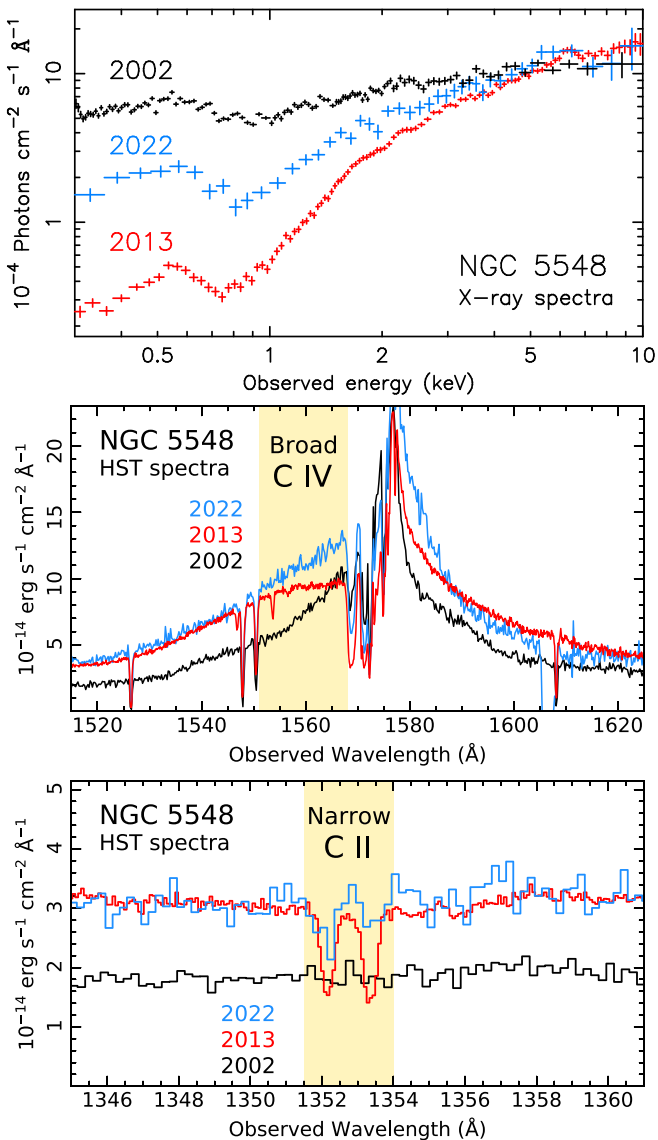 10⁻⁴ Photons cm⁻² s⁻¹ Å⁻¹
10
1
2002
2022
2013
NGC 5548
X-ray spectra
0.5 1 2 5 10
Observed energy (keV)
10⁻¹⁴ erg s⁻¹ cm⁻² Å⁻¹
20
15
10
5
NGC 5548
HST spectra
Broad
C IV
2022
2013
2002
1520 1540 1560 1580 1600 1620
Observed Wavelength (Å)
10⁻¹⁴ erg s⁻¹ cm⁻² Å⁻¹
5
4
3
2
1
NGC 5548
HST spectra
Narrow
C II
2022
2013
2002
1346 1348 1350 1352 1354 1356 1358 1360
Observed Wavelength (Å)